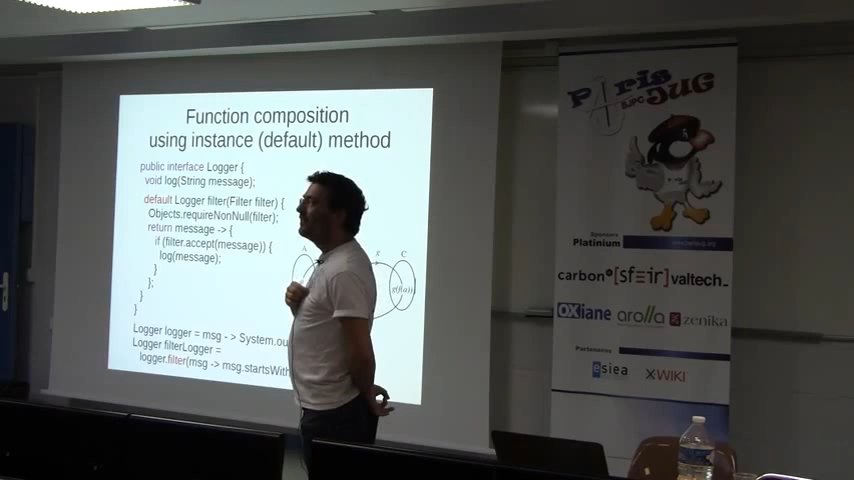 Function composition
using instance (default) method
public interface Logger {
void log(String message);
default Logger filter(Filter filter) {
Objects.requireNonNull(filter);
return message -> {
if (filter.accept(message)) {
log(message);
}
};
}
}
Logger logger = msg - > System.ou
Logger filterLogger =
logger.filter(msg -> msg.startsWith
A
g
C
g(f(a))
Paris
JUG
Sponsors
Platinium
carbon
[sfeir]
valtech_
OXiane
arolla
zenika
Partenaires
esiea
XWIKI